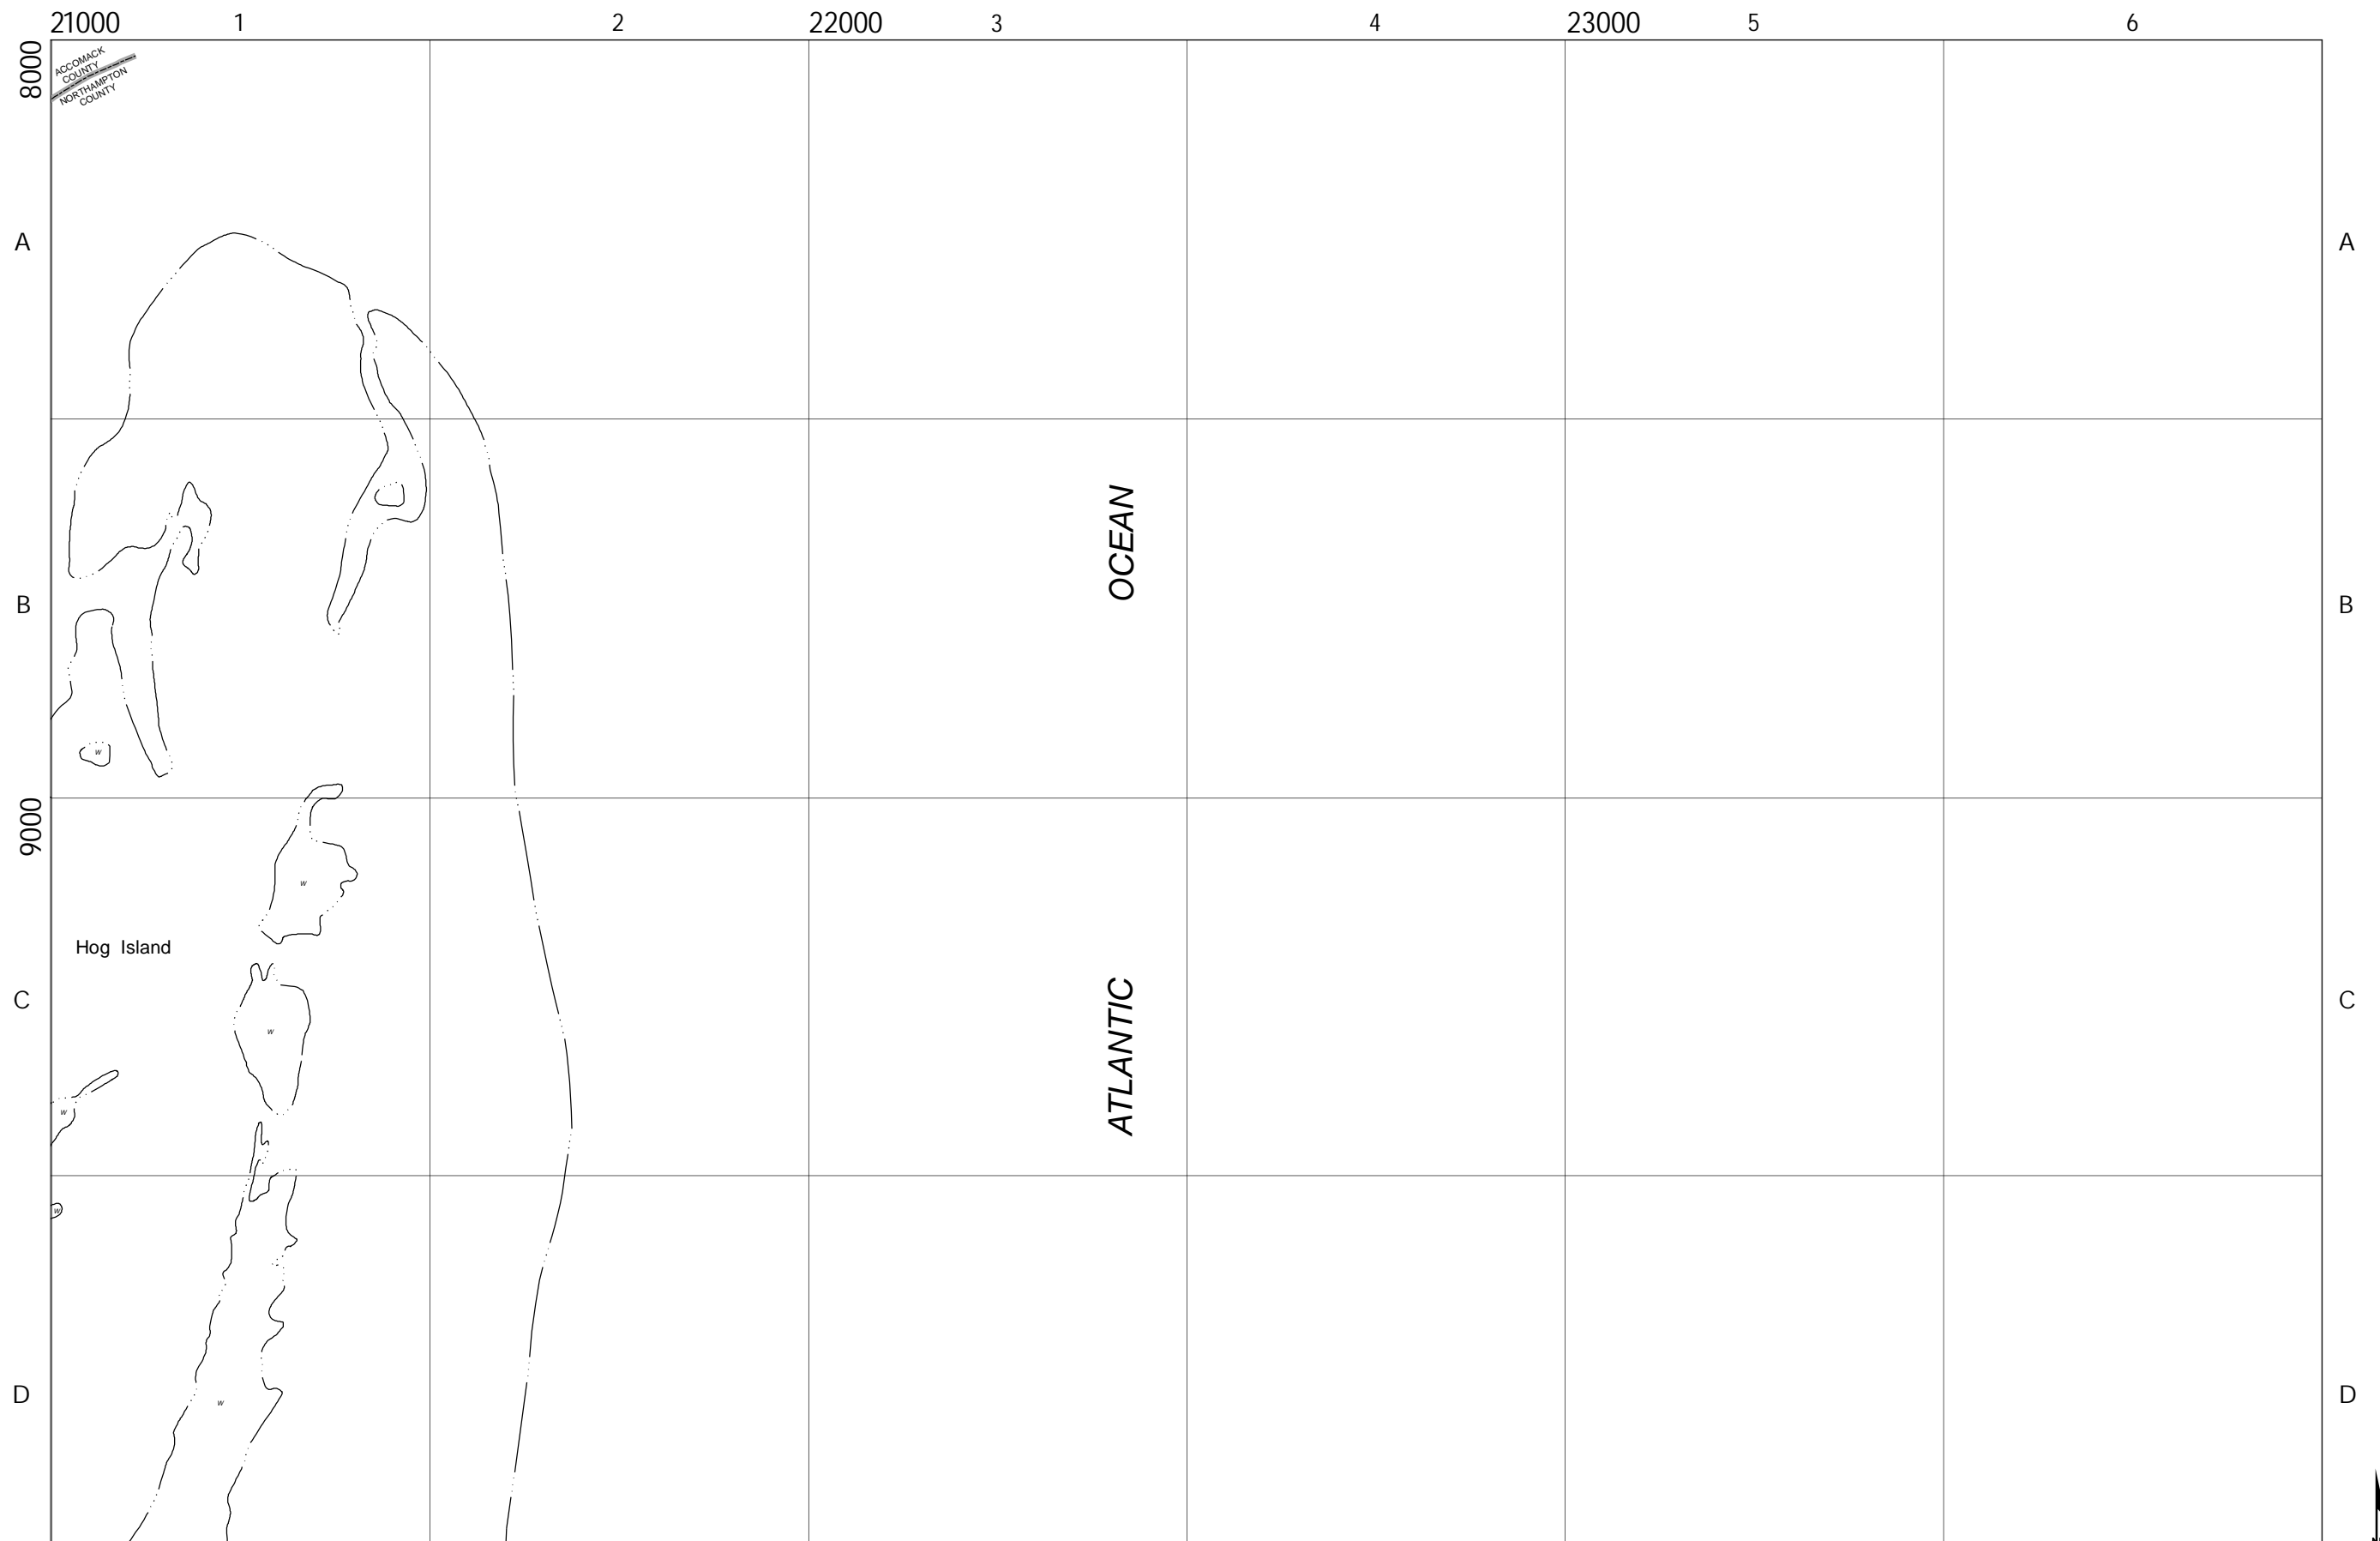 21000 1 2 22000 3 4 23000 5 6
8000
ACCOMACK
COUNTY
NORTHAMPTON
COUNTY
A A
OCEAN
B B
w
9000
w
Hog Island
ATLANTIC
C C
w
w
w
D D
w